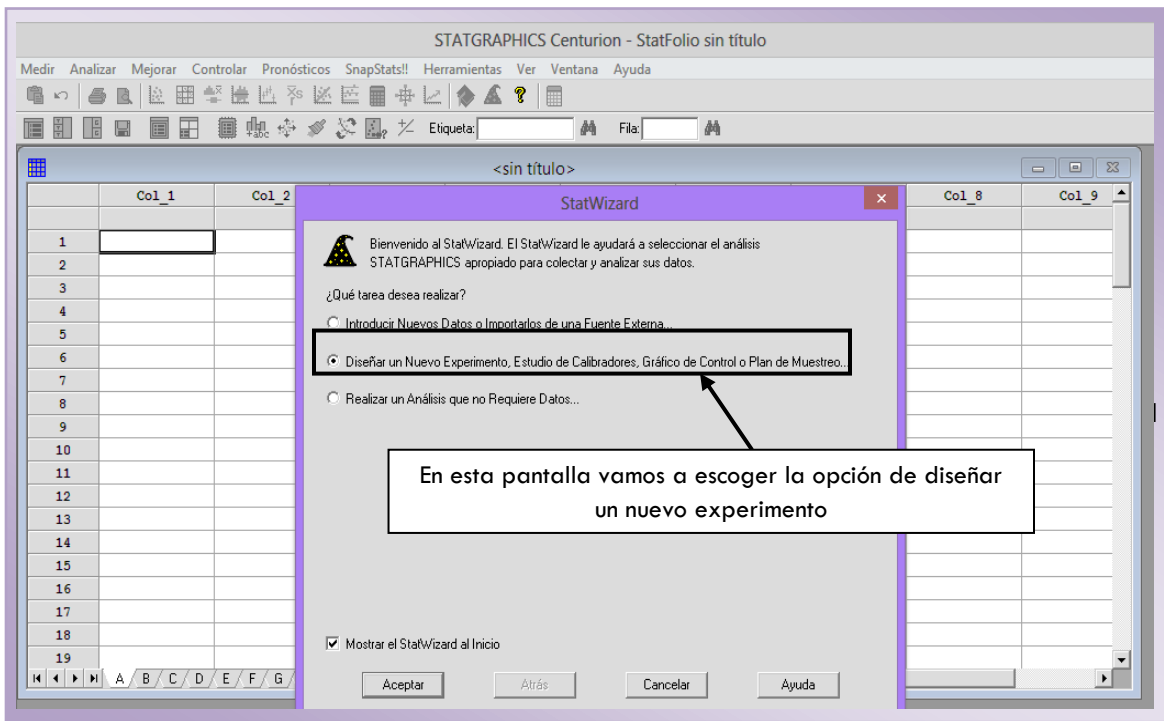 STATGRAPHICS Centurion - StatFolio sin título
Medir Analizar Mejorar Controlar Pronósticos SnapStats!! Herramientas Ver Ventana Ayuda
Etiqueta: Fila:
<sin título>
StatWizard
Col_1 Col_2 Col_8 Col_9
Bienvenido al StatWizard. El StatWizard le ayudará a seleccionar el análisis
STATGRAPHICS apropiado para colectar y analizar sus datos.
¿Qué tarea desea realizar?
Introducir Nuevos Datos o Importarlos de una Fuente Externa...
Diseñar un Nuevo Experimento, Estudio de Calibradores, Gráfico de Control o Plan de Muestreo...
Realizar un Análisis que no Requiere Datos...
En esta pantalla vamos a escoger la opción de diseñar
un nuevo experimento
Mostrar el StatWizard al Inicio
Aceptar Atrás Cancelar Ayuda
1
2
3
4
5
6
7
8
9
10
11
12
13
14
15
16
17
18
19
A B C D E F G